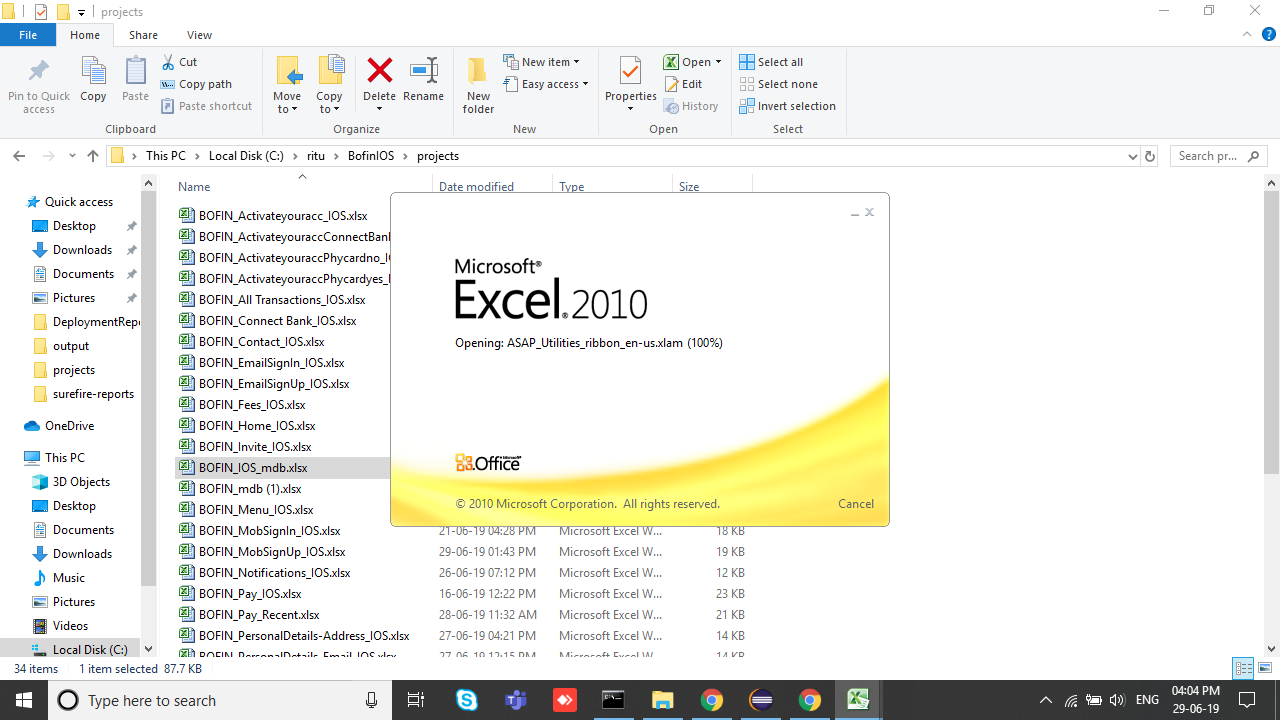 projects
File Home Share View
Pin to Quick access
Copy
Paste
Cut
Copy path
Paste shortcut
Clipboard
Move to
Copy to
Delete
Rename
Organize
New folder
New item
Easy access
New
Properties
Open
Edit
History
Open
Select all
Select none
Invert selection
Select
This PC Local Disk (C:) ritu BofinIOS projects
Search pr...
Quick access
Desktop
Downloads
Documents
Pictures
DeploymentRep
output
projects
surefire-reports
OneDrive
This PC
3D Objects
Desktop
Documents
Downloads
Music
Pictures
Videos
Local Disk (C:)
Name Date modified Type Size
BOFIN_Activateyouracc_IOS.xlsx
BOFIN_ActivateyouraccConnectBank
BOFIN_ActivateyouraccPhycardno_IO
BOFIN_ActivateyouraccPhycardyes_I
BOFIN_All Transactions_IOS.xlsx
BOFIN_Connect Bank_IOS.xlsx
BOFIN_Contact_IOS.xlsx
BOFIN_EmailSignIn_IOS.xlsx
BOFIN_EmailSignUp_IOS.xlsx
BOFIN_Fees_IOS.xlsx
BOFIN_Home_IOS.xlsx
BOFIN_Invite_IOS.xlsx
BOFIN_IOS_mdb.xlsx
BOFIN_mdb (1).xlsx
BOFIN_Menu_IOS.xlsx
BOFIN_MobSignIn_IOS.xlsx 21-06-19 04:28 PM Microsoft Excel W... 18 KB
BOFIN_MobSignUp_IOS.xlsx 29-06-19 01:43 PM Microsoft Excel W... 19 KB
BOFIN_Notifications_IOS.xlsx 26-06-19 07:12 PM Microsoft Excel W... 12 KB
BOFIN_Pay_IOS.xlsx 16-06-19 12:22 PM Microsoft Excel W... 23 KB
BOFIN_Pay_Recent.xlsx 28-06-19 11:32 AM Microsoft Excel W... 21 KB
BOFIN_PersonalDetails-Address_IOS.xlsx 27-06-19 04:21 PM Microsoft Excel W... 14 KB
BOFIN_PersonalDetails-Email_IOS.xlsx 27-06-19 12:15 PM Microsoft Excel W... 14 KB
Microsoft®
Excel®2010
Opening: ASAP_Utilities_ribbon_en-us.xlam (100%)
Microsoft®
Office
© 2010 Microsoft Corporation. All rights reserved.
Cancel
34 items 1 item selected 87.7 KB
Type here to search
ENG
04:04 PM
29-06-19